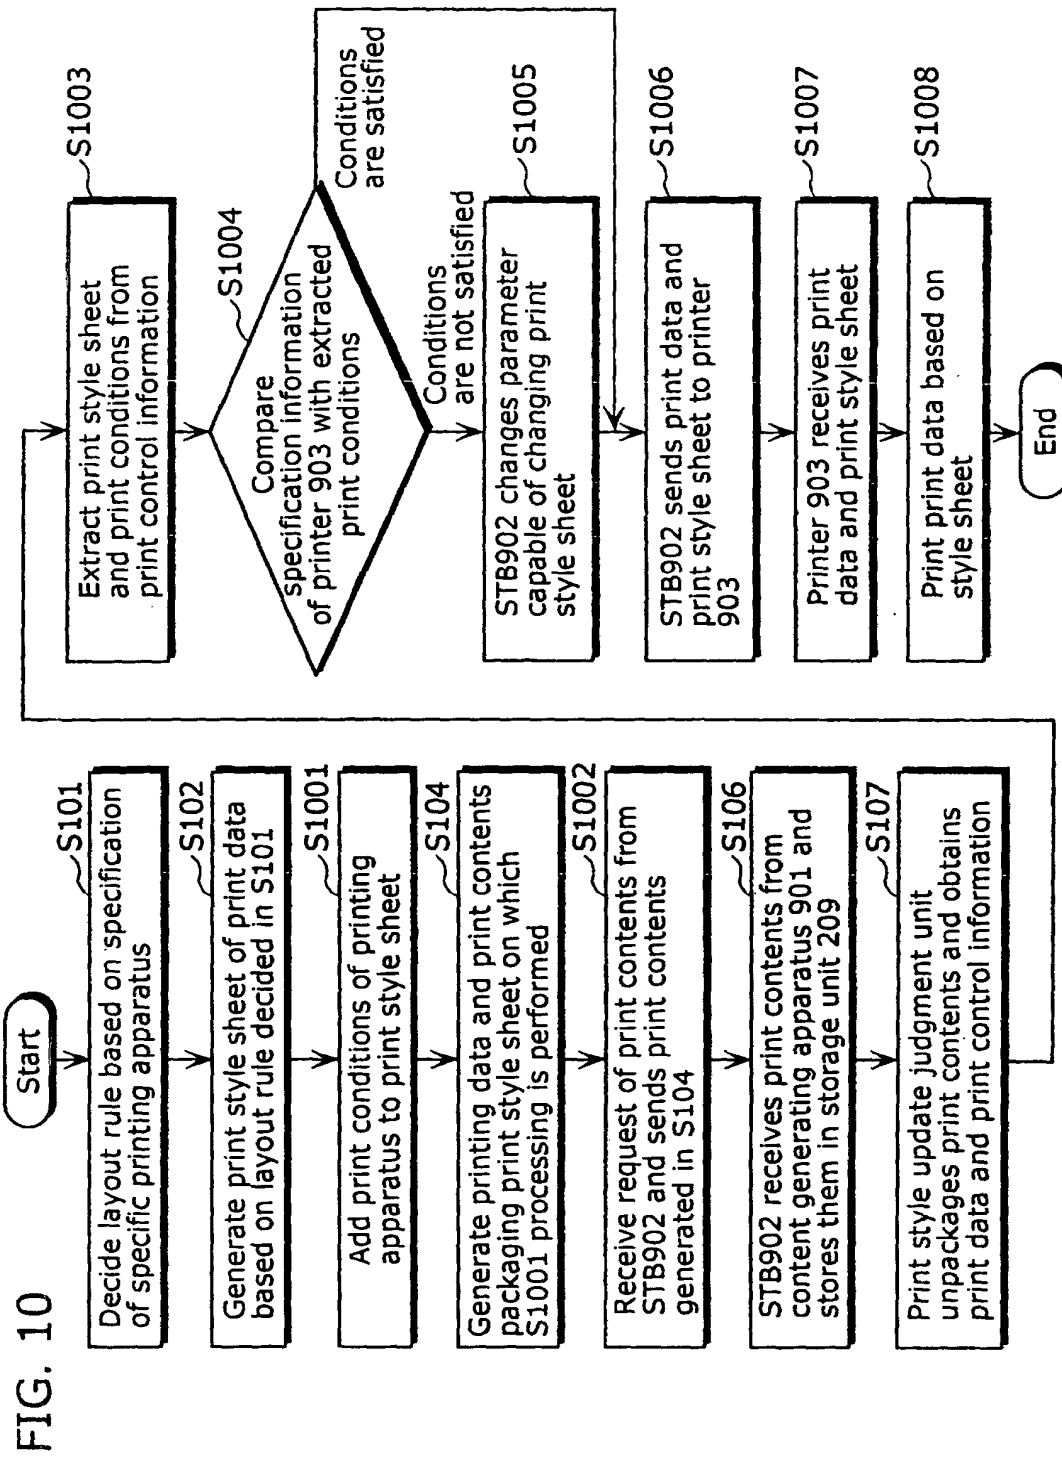 FIG. 10
Start
S101
Decide layout rule based on specification
of specific printing apparatus
S102
Generate print style sheet of print data
based on layout rule decided in S101
S1001
Add print conditions of printing
apparatus to print style sheet
S104
Generate printing data and print contents
packaging print style sheet on which
S1001 processing is performed
S1002
Receive request of print contents from
STB902 and sends print contents
generated in S104
S106
STB902 receives print contents from
content generating apparatus 901 and
stores them in storage unit 209
S107
Print style update judgment unit
unpackages print contents and obtains
print data and print control information
S1003
Extract print style sheet
and print conditions from
print control information
S1004
Compare
specification information
of printer 903 with extracted
print conditions
Conditions
are satisfied
Conditions
are not satisfied
S1005
STB902 changes parameter
capable of changing print
style sheet
S1006
STB902 sends print data and
print style sheet to printer
903
S1007
Printer 903 receives print
data and print style sheet
S1008
Print print data based on
style sheet
End